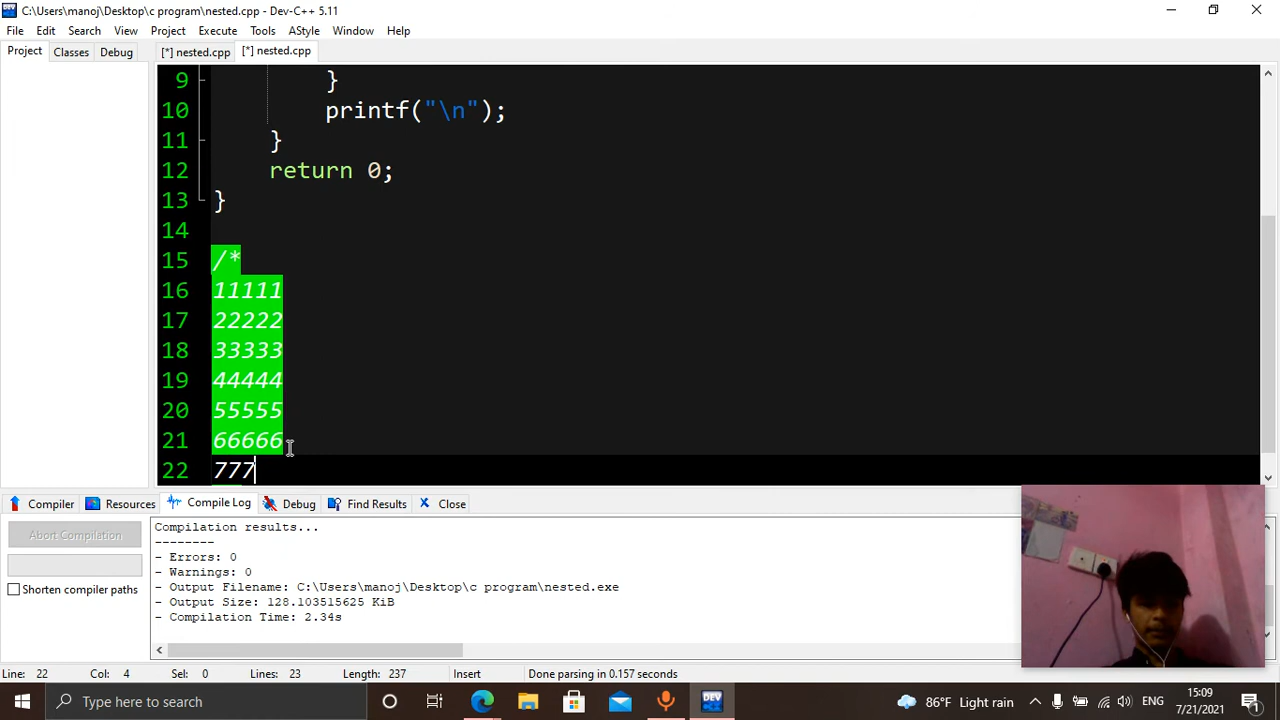 C:\Users\manoj\Desktop\c program\nested.cpp - Dev-C++ 5.11
File Edit Search View Project Execute Tools AStyle Window Help
Project Classes Debug [*] nested.cpp [*] nested.cpp
9 }
10 printf("\n");
11 }
12 return 0;
13 }
14
15 /*
16 11111
17 22222
18 33333
19 44444
20 55555
21 66666
22 777
Compiler Resources Compile Log Debug Find Results Close
Abort Compilation
Shorten compiler paths
Compilation results...
--------
- Errors: 0
- Warnings: 0
- Output Filename: C:\Users\manoj\Desktop\c program\nested.exe
- Output Size: 128.103515625 KiB
- Compilation Time: 2.34s
Line: 22 Col: 4 Sel: 0 Lines: 23 Length: 237 Insert Done parsing in 0.157 seconds
Type here to search
DEV
86°F Light rain
ENG
15:09
7/21/2021
1